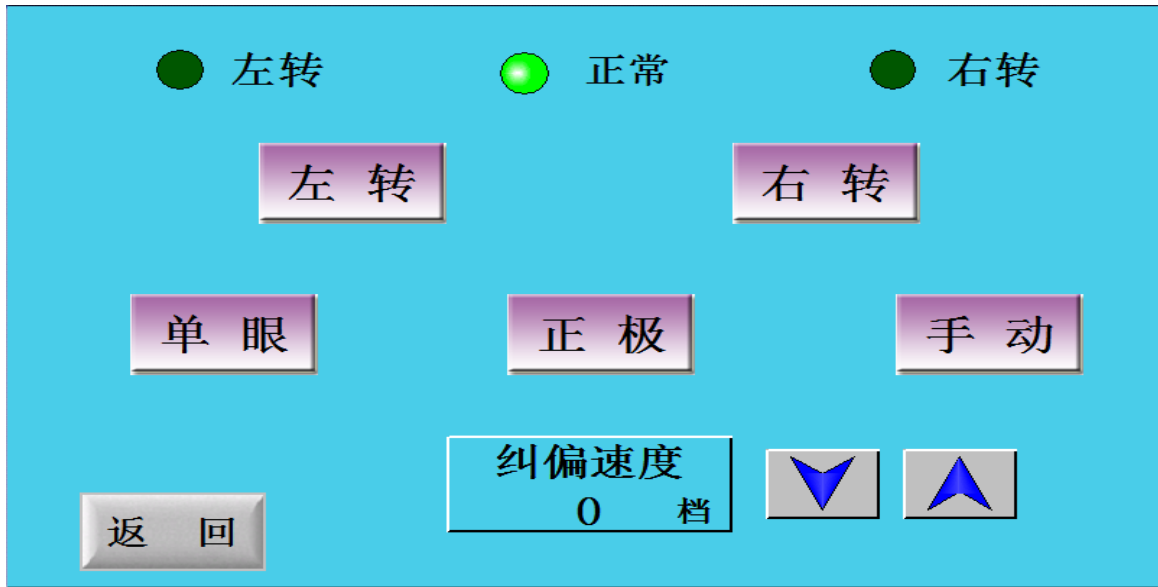 左转 正常 右转
左 转 右 转
单 眼 正 极 手 动
纠偏速度
0 档
返 回